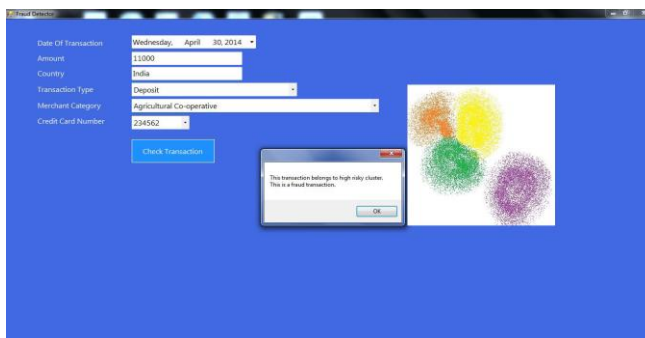 Fraud Detector
Date Of Transaction
Wednesday, April 30, 2014
Amount
11000
Country
India
Transaction Type
Deposit
Merchant Category
Agricultural Co-operative
Credit Card Number
234562
Check Transaction
This transaction belongs to high risky cluster.
This is a fraud transaction.
OK